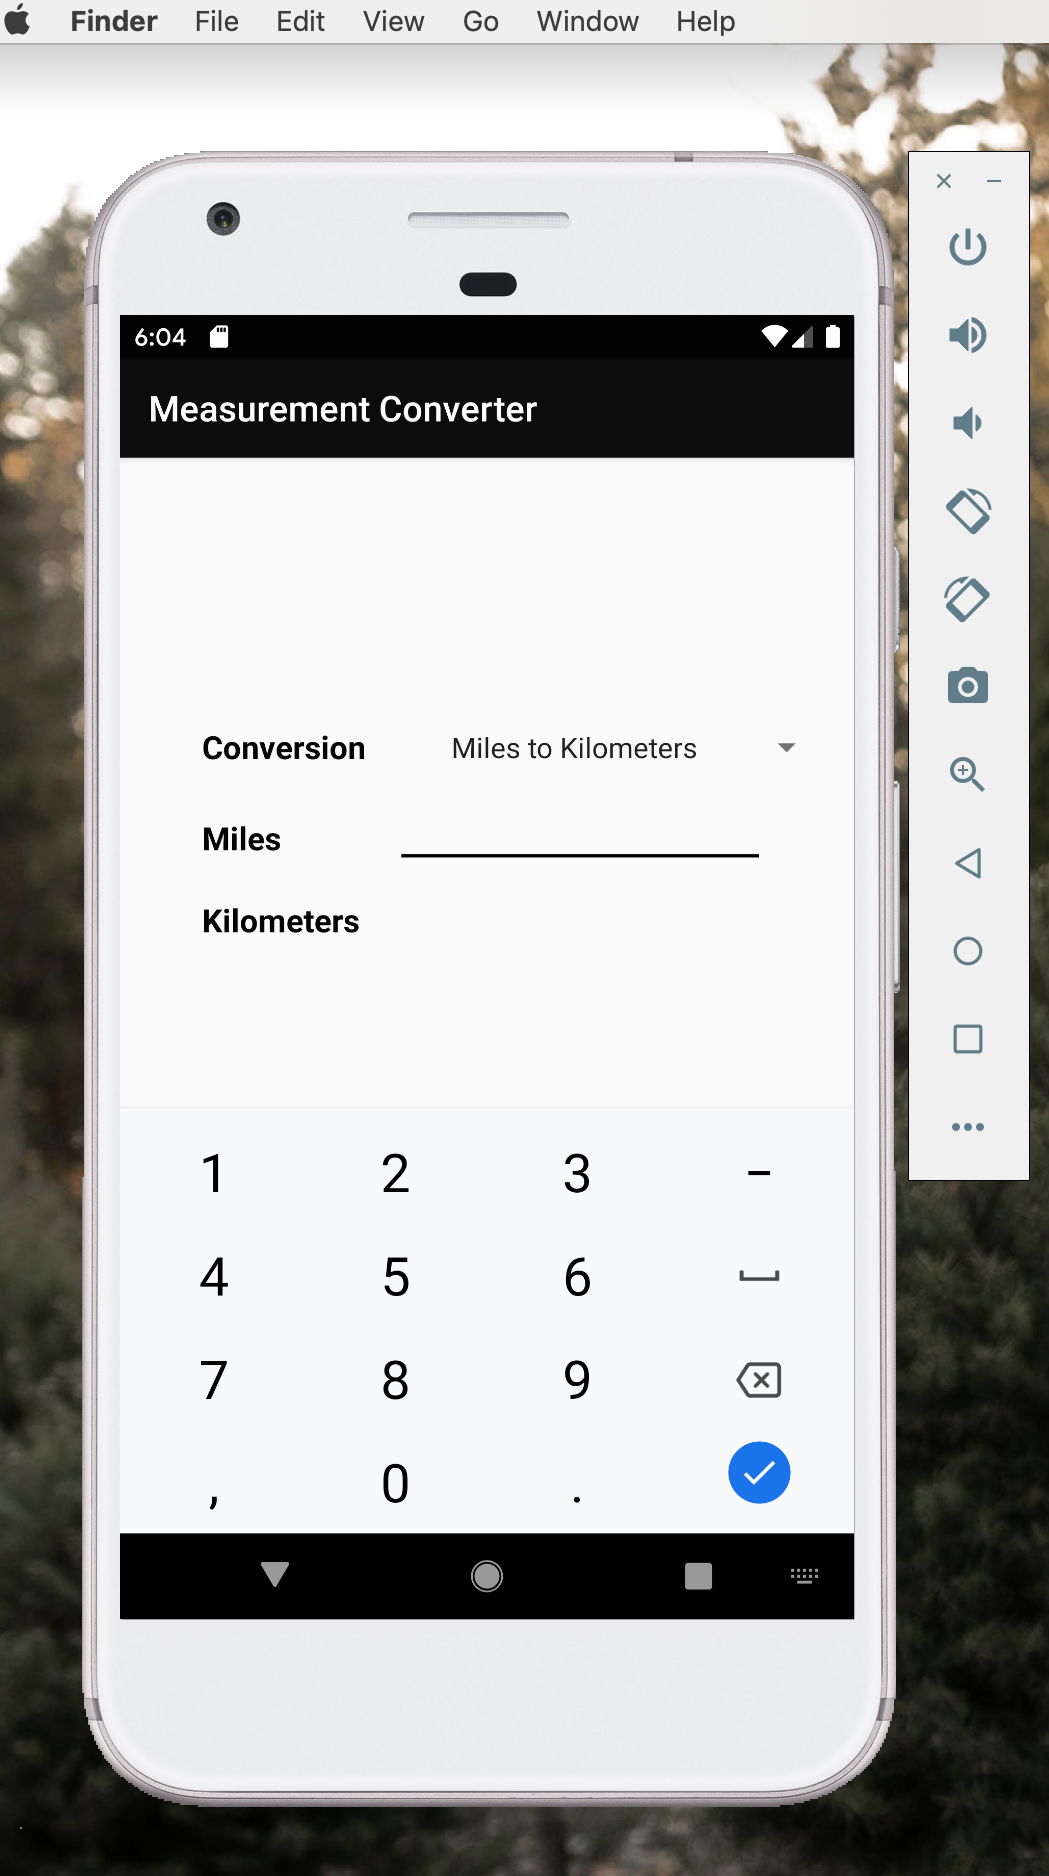 Finder File Edit View Go Window Help
6:04
Measurement Converter
Conversion Miles to Kilometers
Miles
Kilometers
1 2 3 -
4 5 6
7 8 9
, 0 .